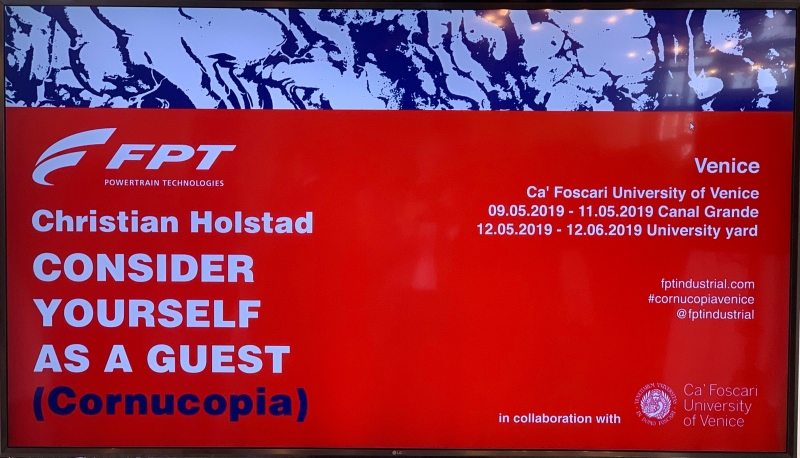 FPT
POWERTRAIN TECHNOLOGIES
Christian Holstad
CONSIDER
YOURSELF
AS A GUEST
(Cornucopia)
Venice
Ca' Foscari University of Venice
09.05.2019 - 11.05.2019 Canal Grande
12.05.2019 - 12.06.2019 University yard
fptindustrial.com
#cornucopiavenice
@fptindustrial
in collaboration with
Ca' Foscari
University
of Venice
LG